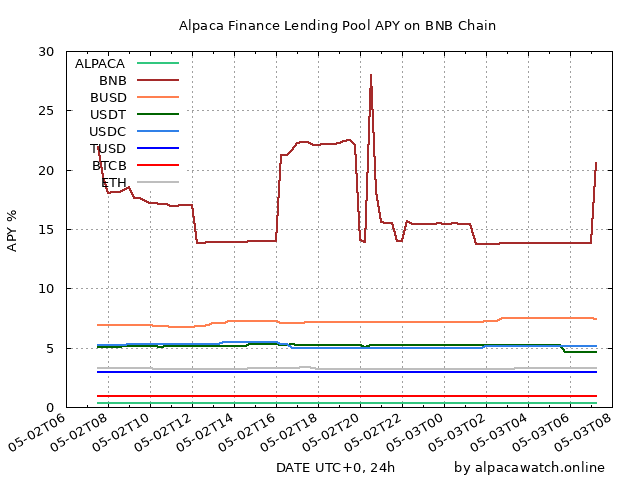 Alpaca Finance Lending Pool APY on BNB Chain
30
25
20
15
10
5
0
APY %
ALPACA
BNB
BUSD
USDT
USDC
TUSD
BTCB
ETH
05-02T06
05-02T08
05-02T10
05-02T12
05-02T14
05-02T16
05-02T18
05-02T20
05-02T22
05-03T00
05-03T02
05-03T04
05-03T06
05-03T08
DATE UTC+0, 24h
by alpacawatch.online